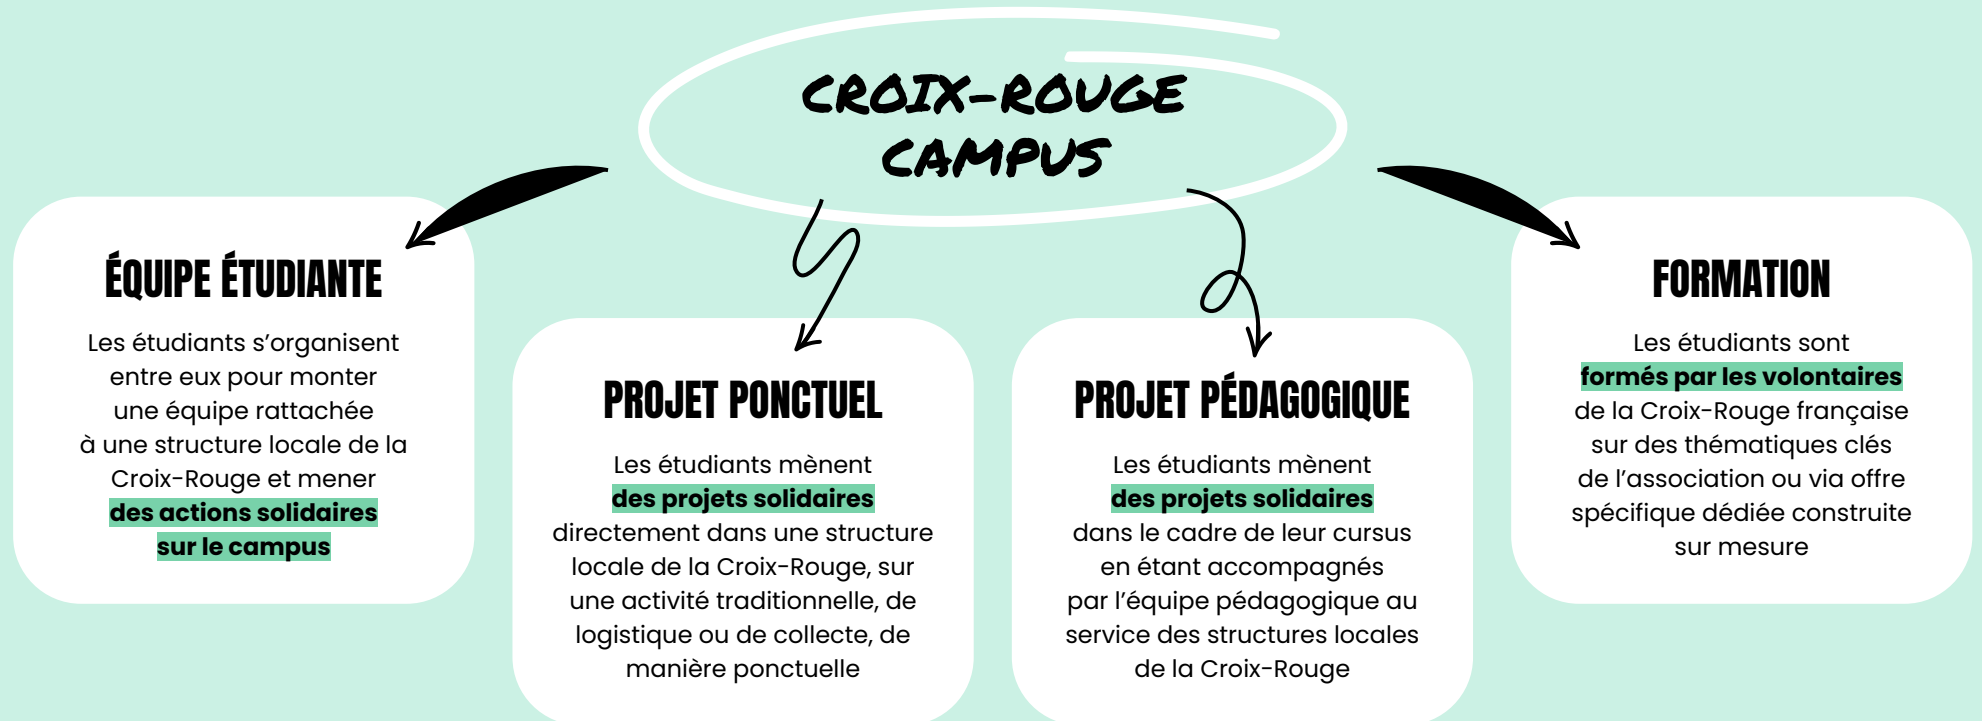 CROIX-ROUGE
CAMPUS
ÉQUIPE ÉTUDIANTE
Les étudiants s’organisent
entre eux pour monter
une équipe rattachée
à une structure locale de la
Croix-Rouge et mener
des actions solidaires
sur le campus
PROJET PONCTUEL
Les étudiants mènent
des projets solidaires
directement dans une structure
locale de la Croix-Rouge, sur
une activité traditionnelle, de
logistique ou de collecte, de
manière ponctuelle
PROJET PÉDAGOGIQUE
Les étudiants mènent
des projets solidaires
dans le cadre de leur cursus
en étant accompagnés
par l’équipe pédagogique au
service des structures locales
de la Croix-Rouge
FORMATION
Les étudiants sont
formés par les volontaires
de la Croix-Rouge française
sur des thématiques clés
de l’association ou via offre
spécifique dédiée construite
sur mesure